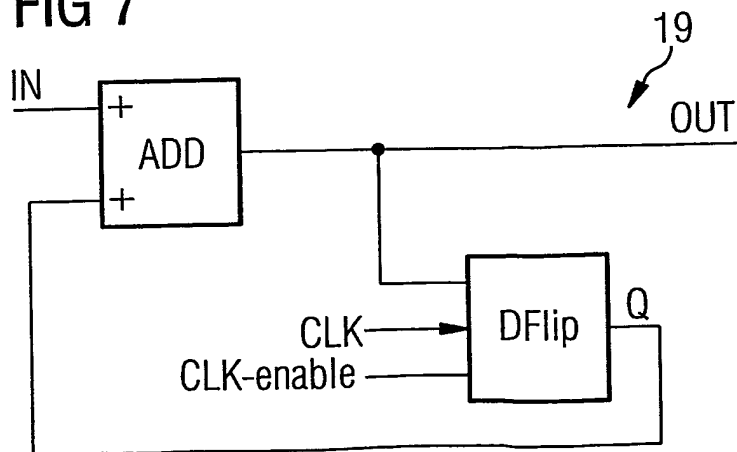 FIG 7
19
IN
+
ADD
OUT
+
Q
DFlip
CLK
CLK-enable